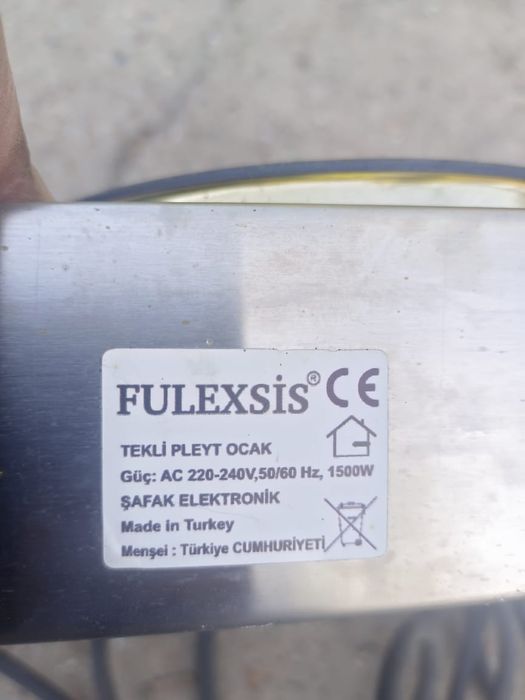 FULEXSİS® CE
TEKLİ PLEYT OCAK
Güç: AC 220-240V,50/60 Hz, 1500W
ŞAFAK ELEKTRONİK
Made in Turkey
Menşei : Türkiye CUMHURİYETİ